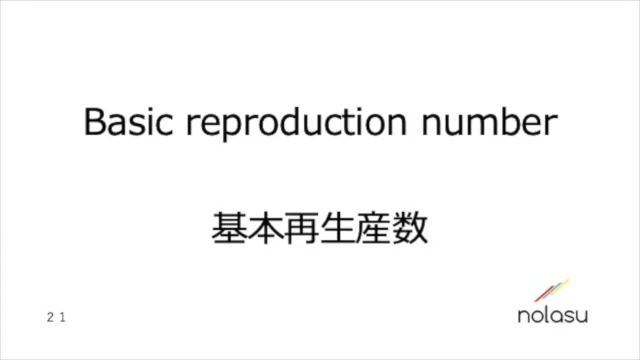 Basic reproduction number
基本再生産数
２１
nolasu